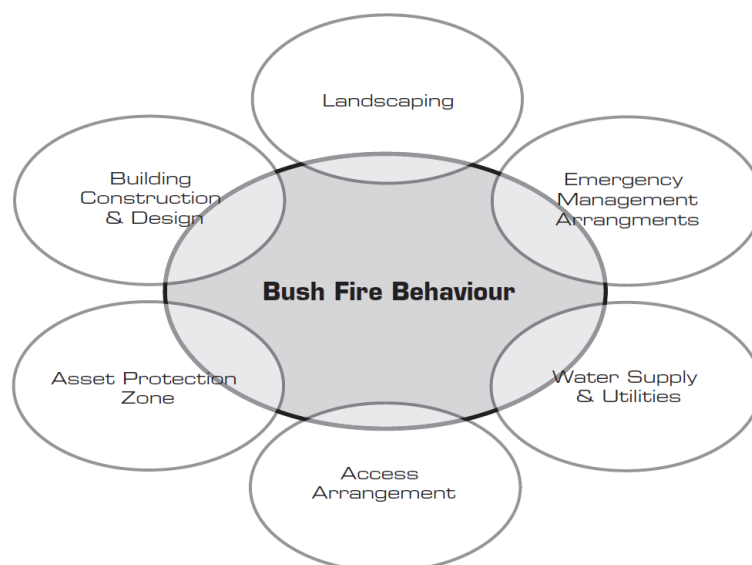 Landscaping
Building
Construction
& Design
Emergency
Management
Arrangments
Bush Fire Behaviour
Asset Protection
Zone
Water Supply
& Utilities
Access
Arrangement